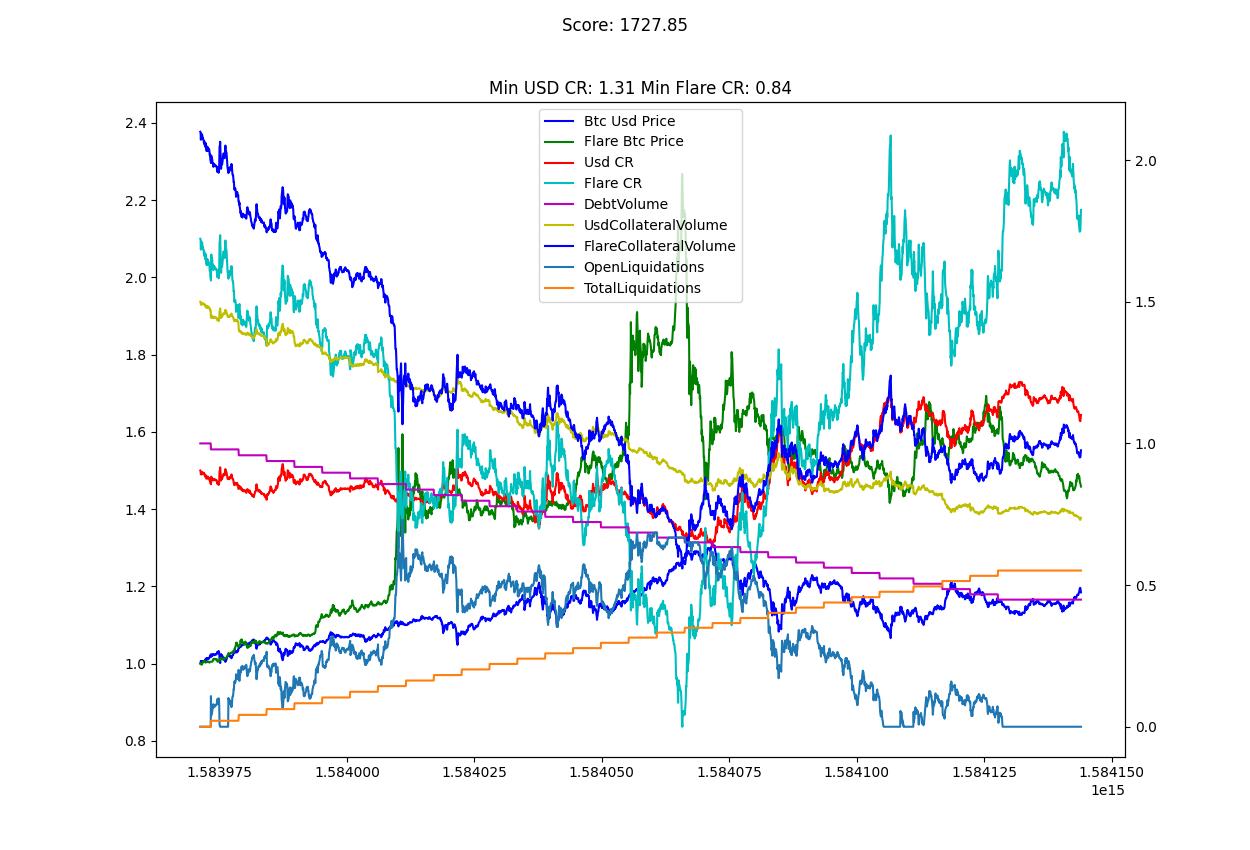 Score: 1727.85
Min USD CR: 1.31 Min Flare CR: 0.84
Btc Usd Price
Flare Btc Price
Usd CR
Flare CR
DebtVolume
UsdCollateralVolume
FlareCollateralVolume
OpenLiquidations
TotalLiquidations
2.4
2.2
2.0
1.8
1.6
1.4
1.2
1.0
0.8
2.0
1.5
1.0
0.5
0.0
1.583975 1.584000 1.584025 1.584050 1.584075 1.584100 1.584125 1.584150
1e15